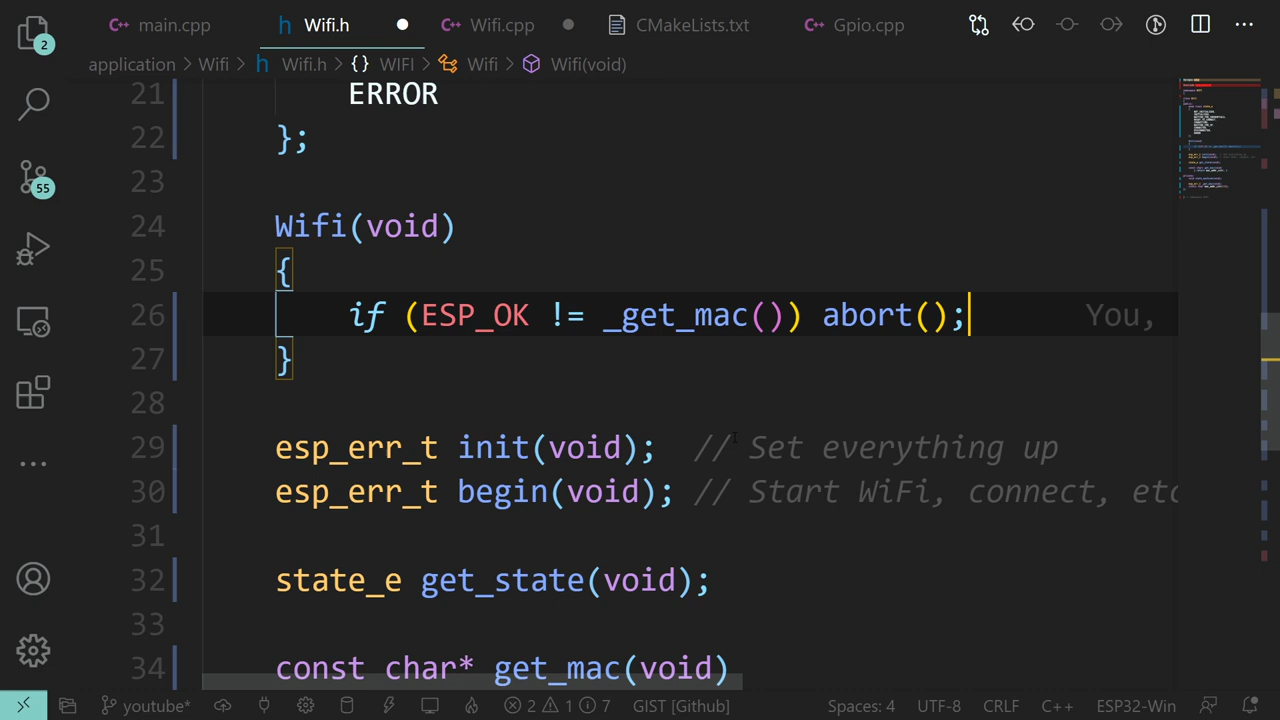 main.cpp Wifi.h Wifi.cpp CMakeLists.txt Gpio.cpp
application > Wifi > h Wifi.h > {} WIFI > Wifi > Wifi(void)
21 ERROR
22 };
23
24 Wifi(void)
25 {
26 if (ESP_OK != _get_mac()) abort(); You,
27 }
28
29 esp_err_t init(void); // Set everything up
30 esp_err_t begin(void); // Start WiFi, connect, etc
31
32 state_e get_state(void);
33
34 const char* get_mac(void)
2
55
youtube* 2 1 7 GIST [Github] Spaces: 4 UTF-8 CRLF C++ ESP32-Win